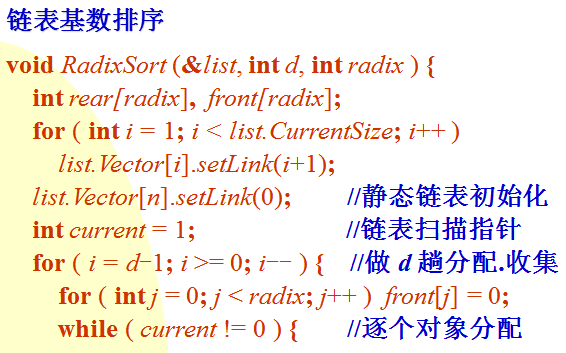 链表基数排序
void RadixSort (&list, int d, int radix ) {
int rear[radix], front[radix];
for ( int i = 1; i < list.CurrentSize; i++ )
list.Vector[i].setLink(i+1);
list.Vector[n].setLink(0); //静态链表初始化
int current = 1; //链表扫描指针
for ( i = d−1; i >= 0; i−− ) { //做 d 趟分配.收集
for ( int j = 0; j < radix; j++ ) front[j] = 0;
while ( current != 0 ) { //逐个对象分配